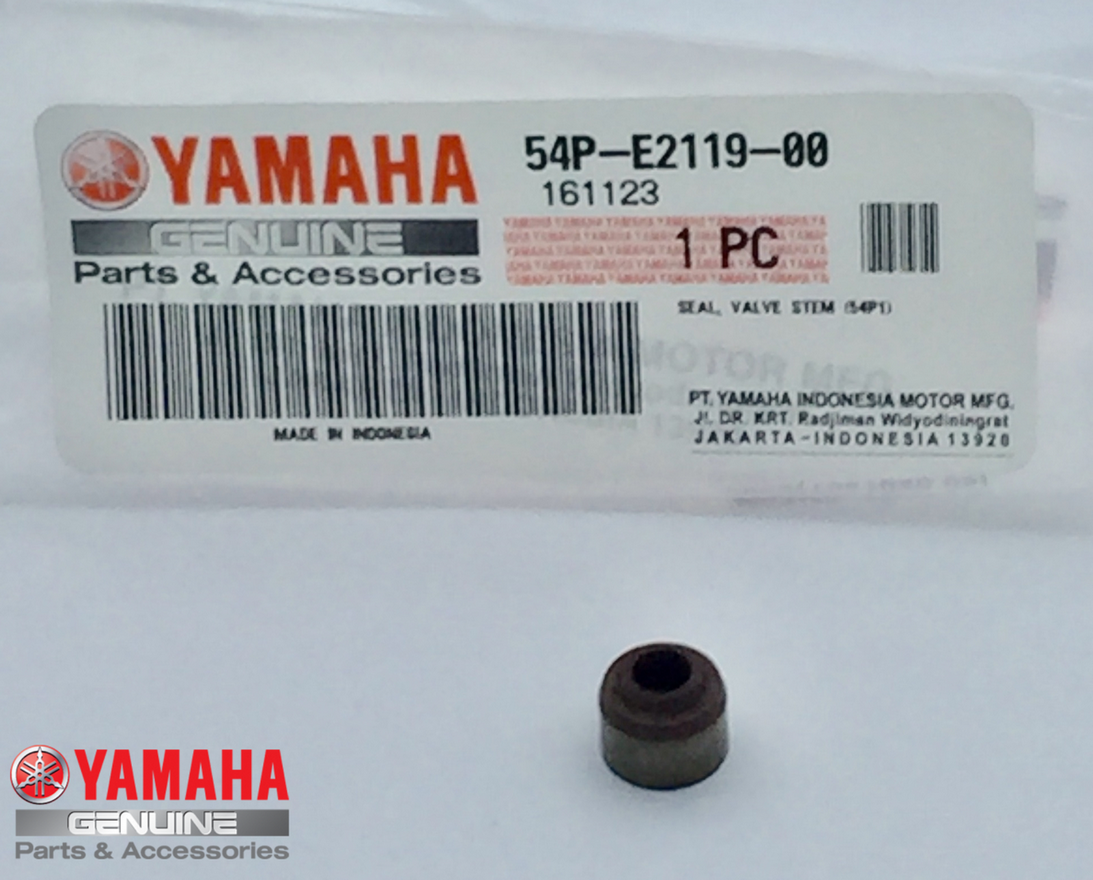 YAMAHA
GENUINE
Parts & Accessories
54P-E2119-00
161123
1 PC
SEAL, VALVE STEM (54P1)
MADE IN INDONESIA
PT. YAMAHA INDONESIA MOTOR MFG.
Jl. DR. KRT. Radjiman Widyodiningrat
JAKARTA-INDONESIA 13920
YAMAHA
GENUINE
Parts & Accessories